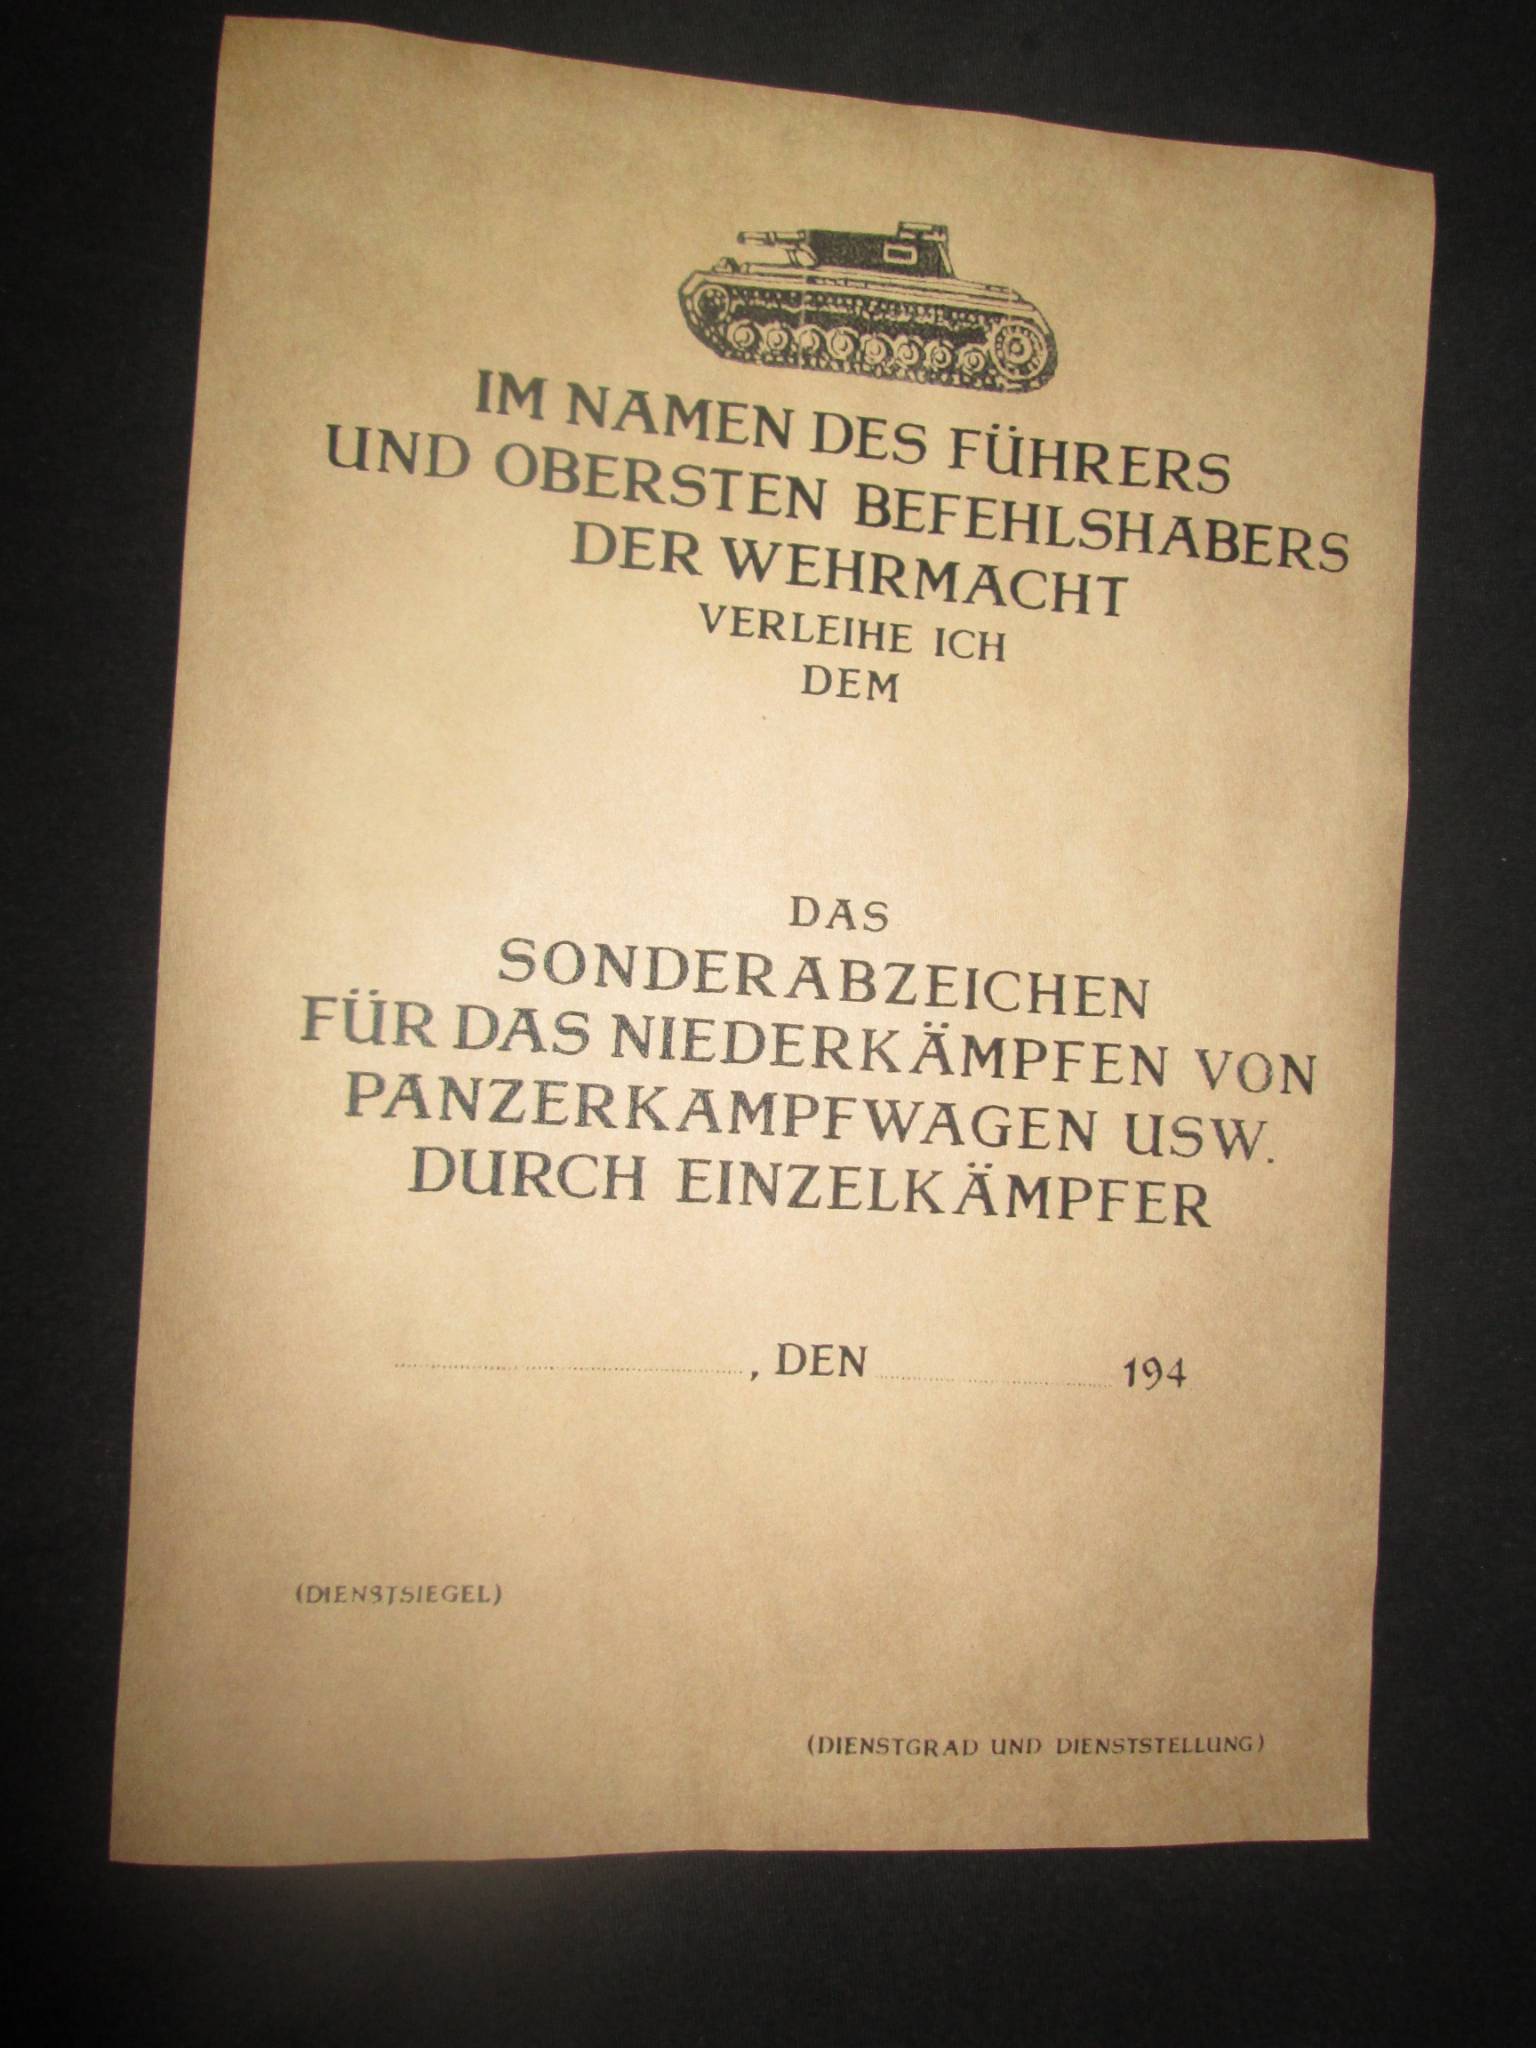 IM NAMEN DES FÜHRERS
UND OBERSTEN BEFEHLSHABERS
DER WEHRMACHT
VERLEIHE ICH
DEM
DAS
SONDERABZEICHEN
FÜR DAS NIEDERKÄMPFEN VON
PANZERKAMPFWAGEN USW.
DURCH EINZELKÄMPFER
, DEN 194
(DIENSTSIEGEL)
(DIENSTGRAD UND DIENSTSTELLUNG)